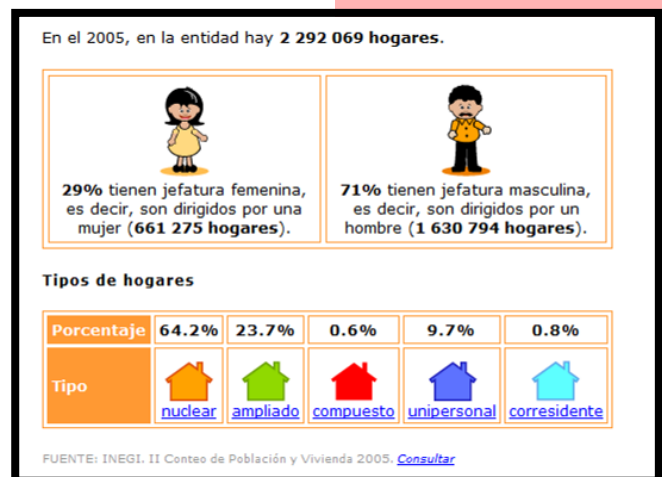 En el 2005, en la entidad hay 2 292 069 hogares.
29% tienen jefatura femenina,
es decir, son dirigidos por una
mujer (661 275 hogares).
71% tienen jefatura masculina,
es decir, son dirigidos por un
hombre (1 630 794 hogares).
Tipos de hogares
Porcentaje 64.2% 23.7% 0.6% 9.7% 0.8%
Tipo nuclear ampliado compuesto unipersonal corresidente
FUENTE: INEGI. II Conteo de Población y Vivienda 2005. Consultar